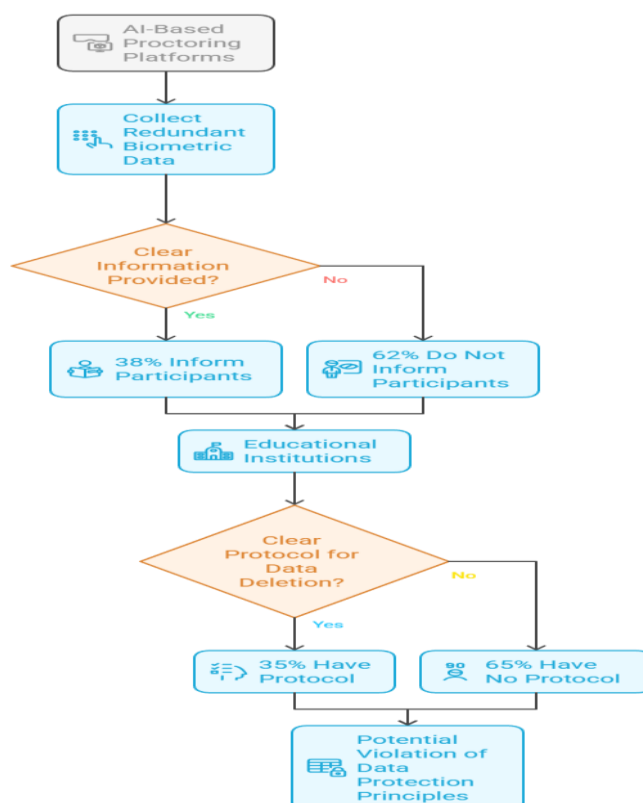 AI-Based
Proctoring
Platforms
Collect
Redundant
Biometric
Data
Clear
Information
Provided?
No
Yes
38% Inform
Participants
62% Do Not
Inform
Participants
Educational
Institutions
Clear
Protocol for
Data
Deletion?
No
Yes
35% Have
Protocol
65% Have
No Protocol
Potential
Violation of
Data
Protection
Principles